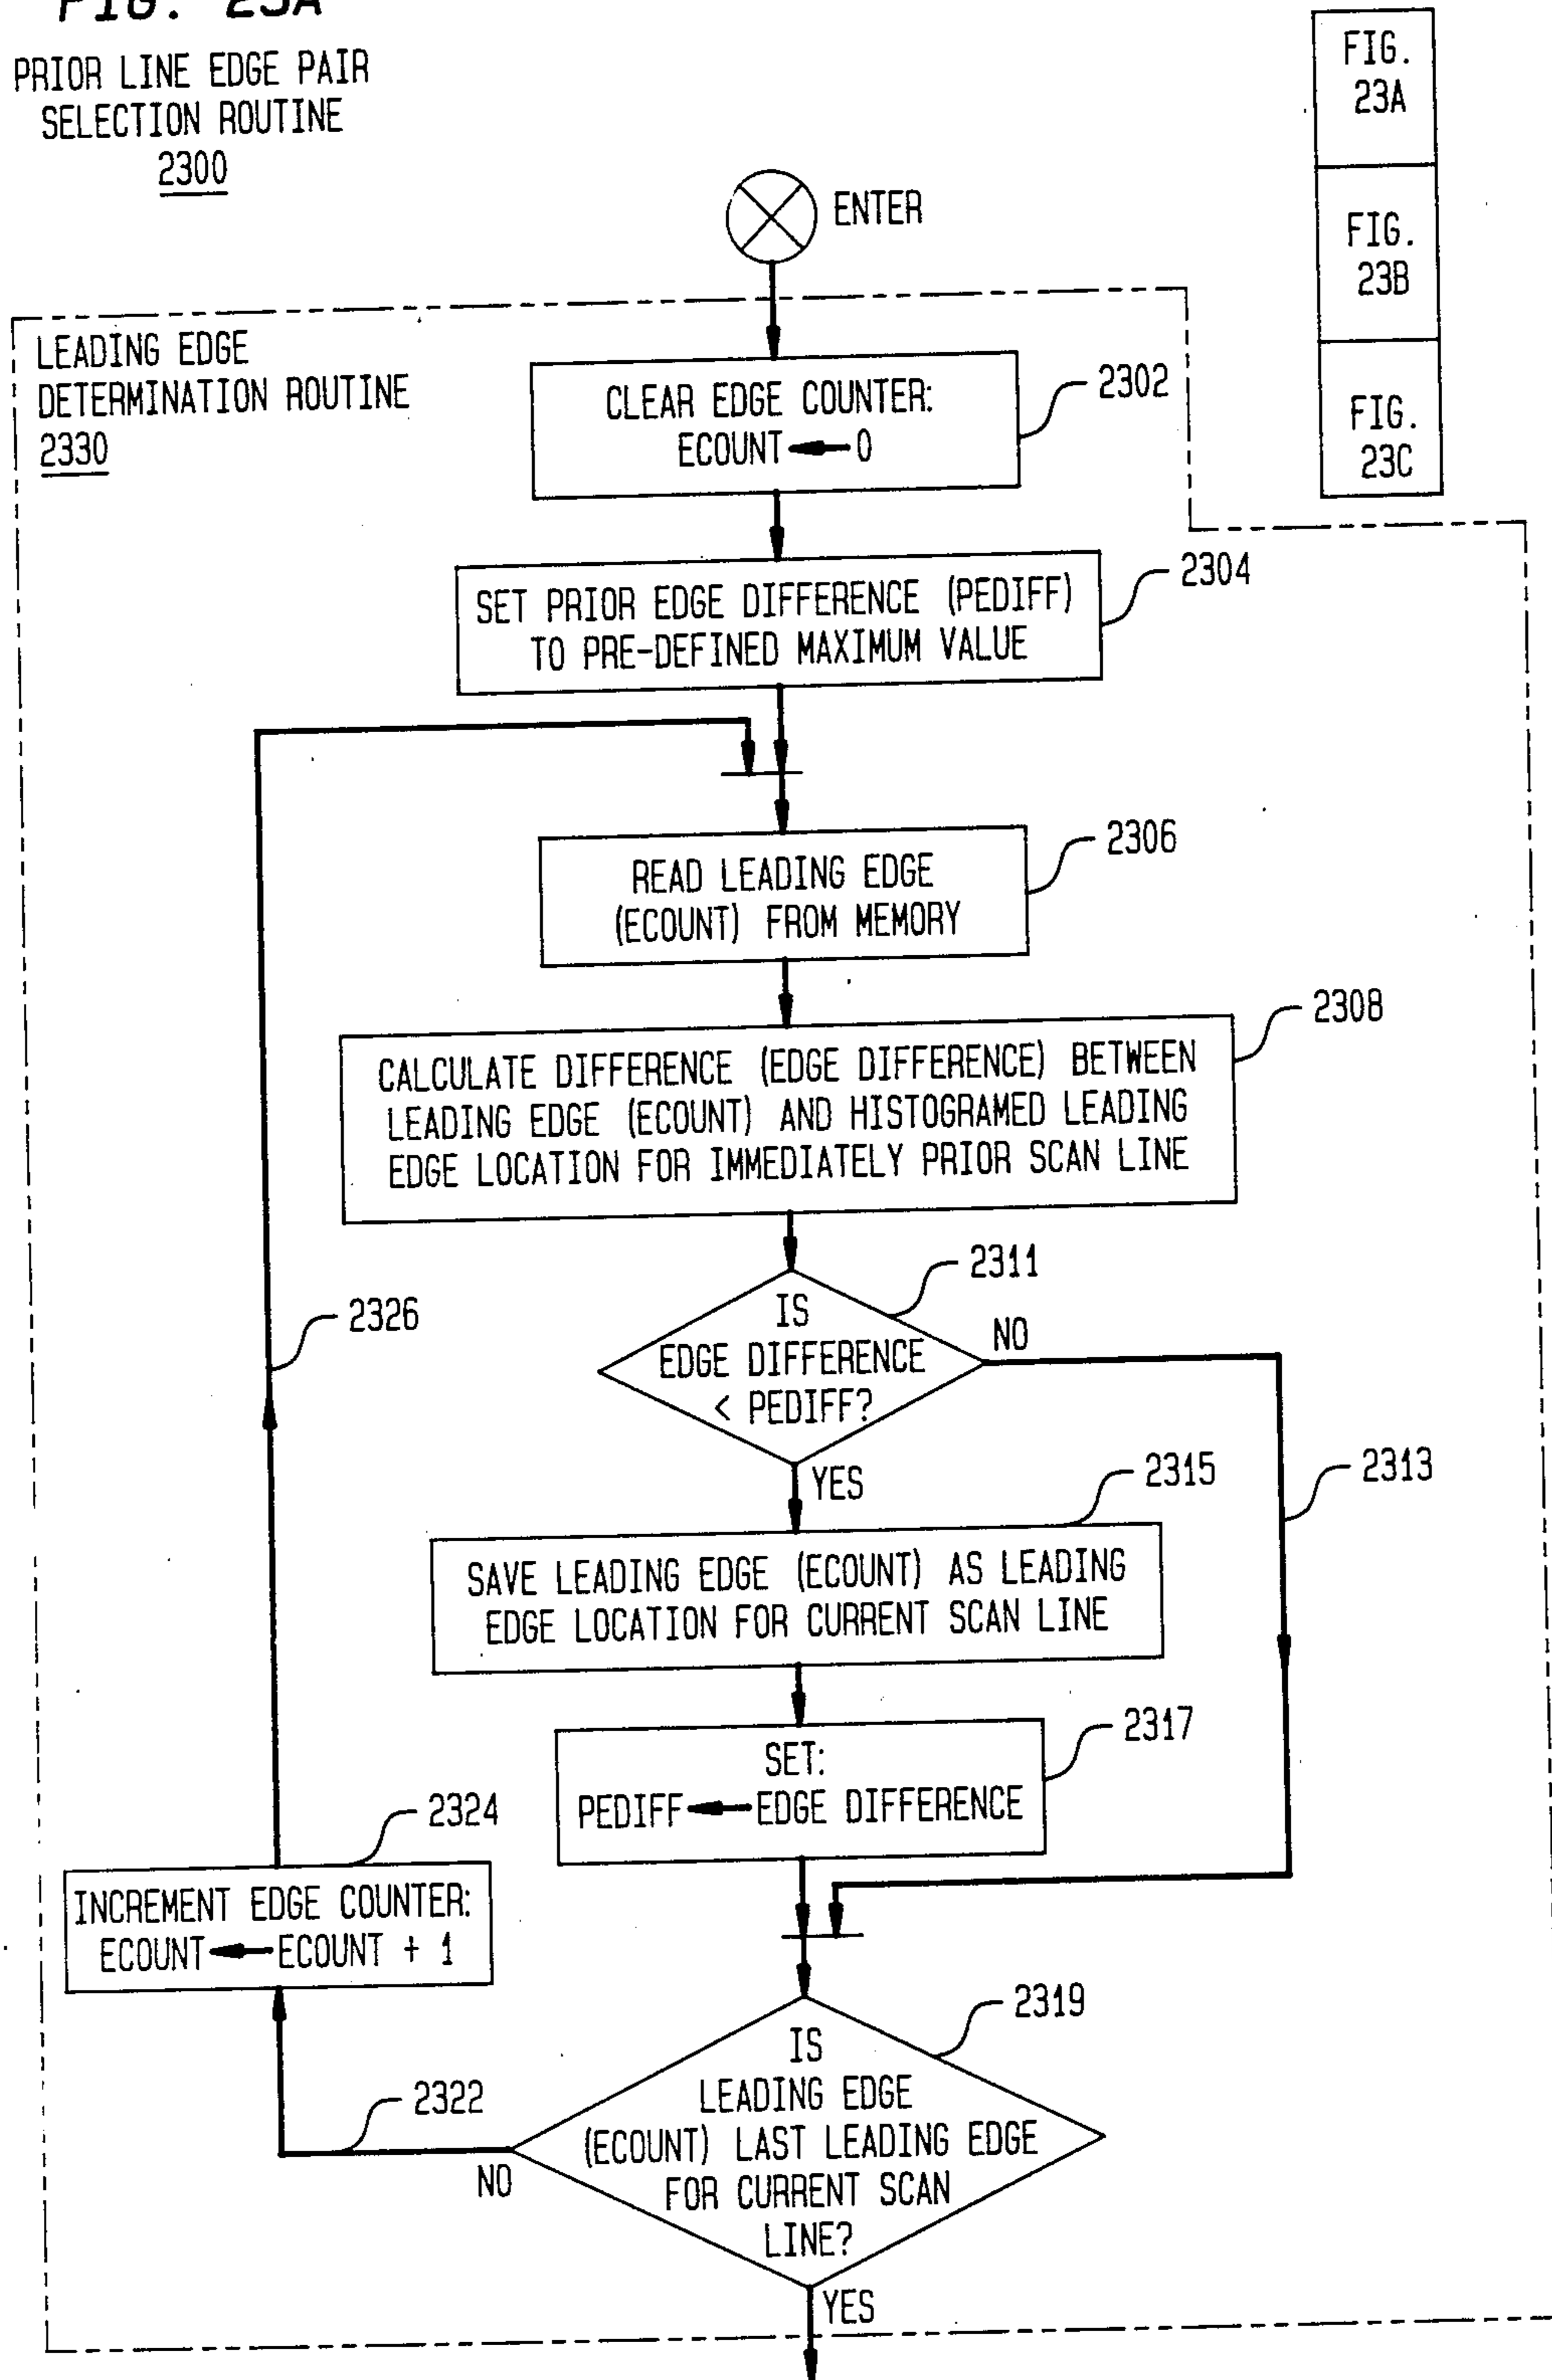 FIG. 23A
PRIOR LINE EDGE PAIR
SELECTION ROUTINE
2300
FIG.
23A
FIG.
23B
FIG.
23C
ENTER
LEADING EDGE
DETERMINATION ROUTINE
2330
CLEAR EDGE COUNTER:
ECOUNT ← 0
2302
SET PRIOR EDGE DIFFERENCE (PEDIFF)
TO PRE-DEFINED MAXIMUM VALUE
2304
READ LEADING EDGE
(ECOUNT) FROM MEMORY
2306
CALCULATE DIFFERENCE (EDGE DIFFERENCE) BETWEEN
LEADING EDGE (ECOUNT) AND HISTOGRAMED LEADING
EDGE LOCATION FOR IMMEDIATELY PRIOR SCAN LINE
2308
IS
EDGE DIFFERENCE
< PEDIFF?
2311
NO
2313
YES
2326
SAVE LEADING EDGE (ECOUNT) AS LEADING
EDGE LOCATION FOR CURRENT SCAN LINE
2315
SET:
PEDIFF ← EDGE DIFFERENCE
2317
INCREMENT EDGE COUNTER:
ECOUNT ← ECOUNT + 1
2324
IS
LEADING EDGE
(ECOUNT) LAST LEADING EDGE
FOR CURRENT SCAN
LINE?
2319
2322
NO
YES